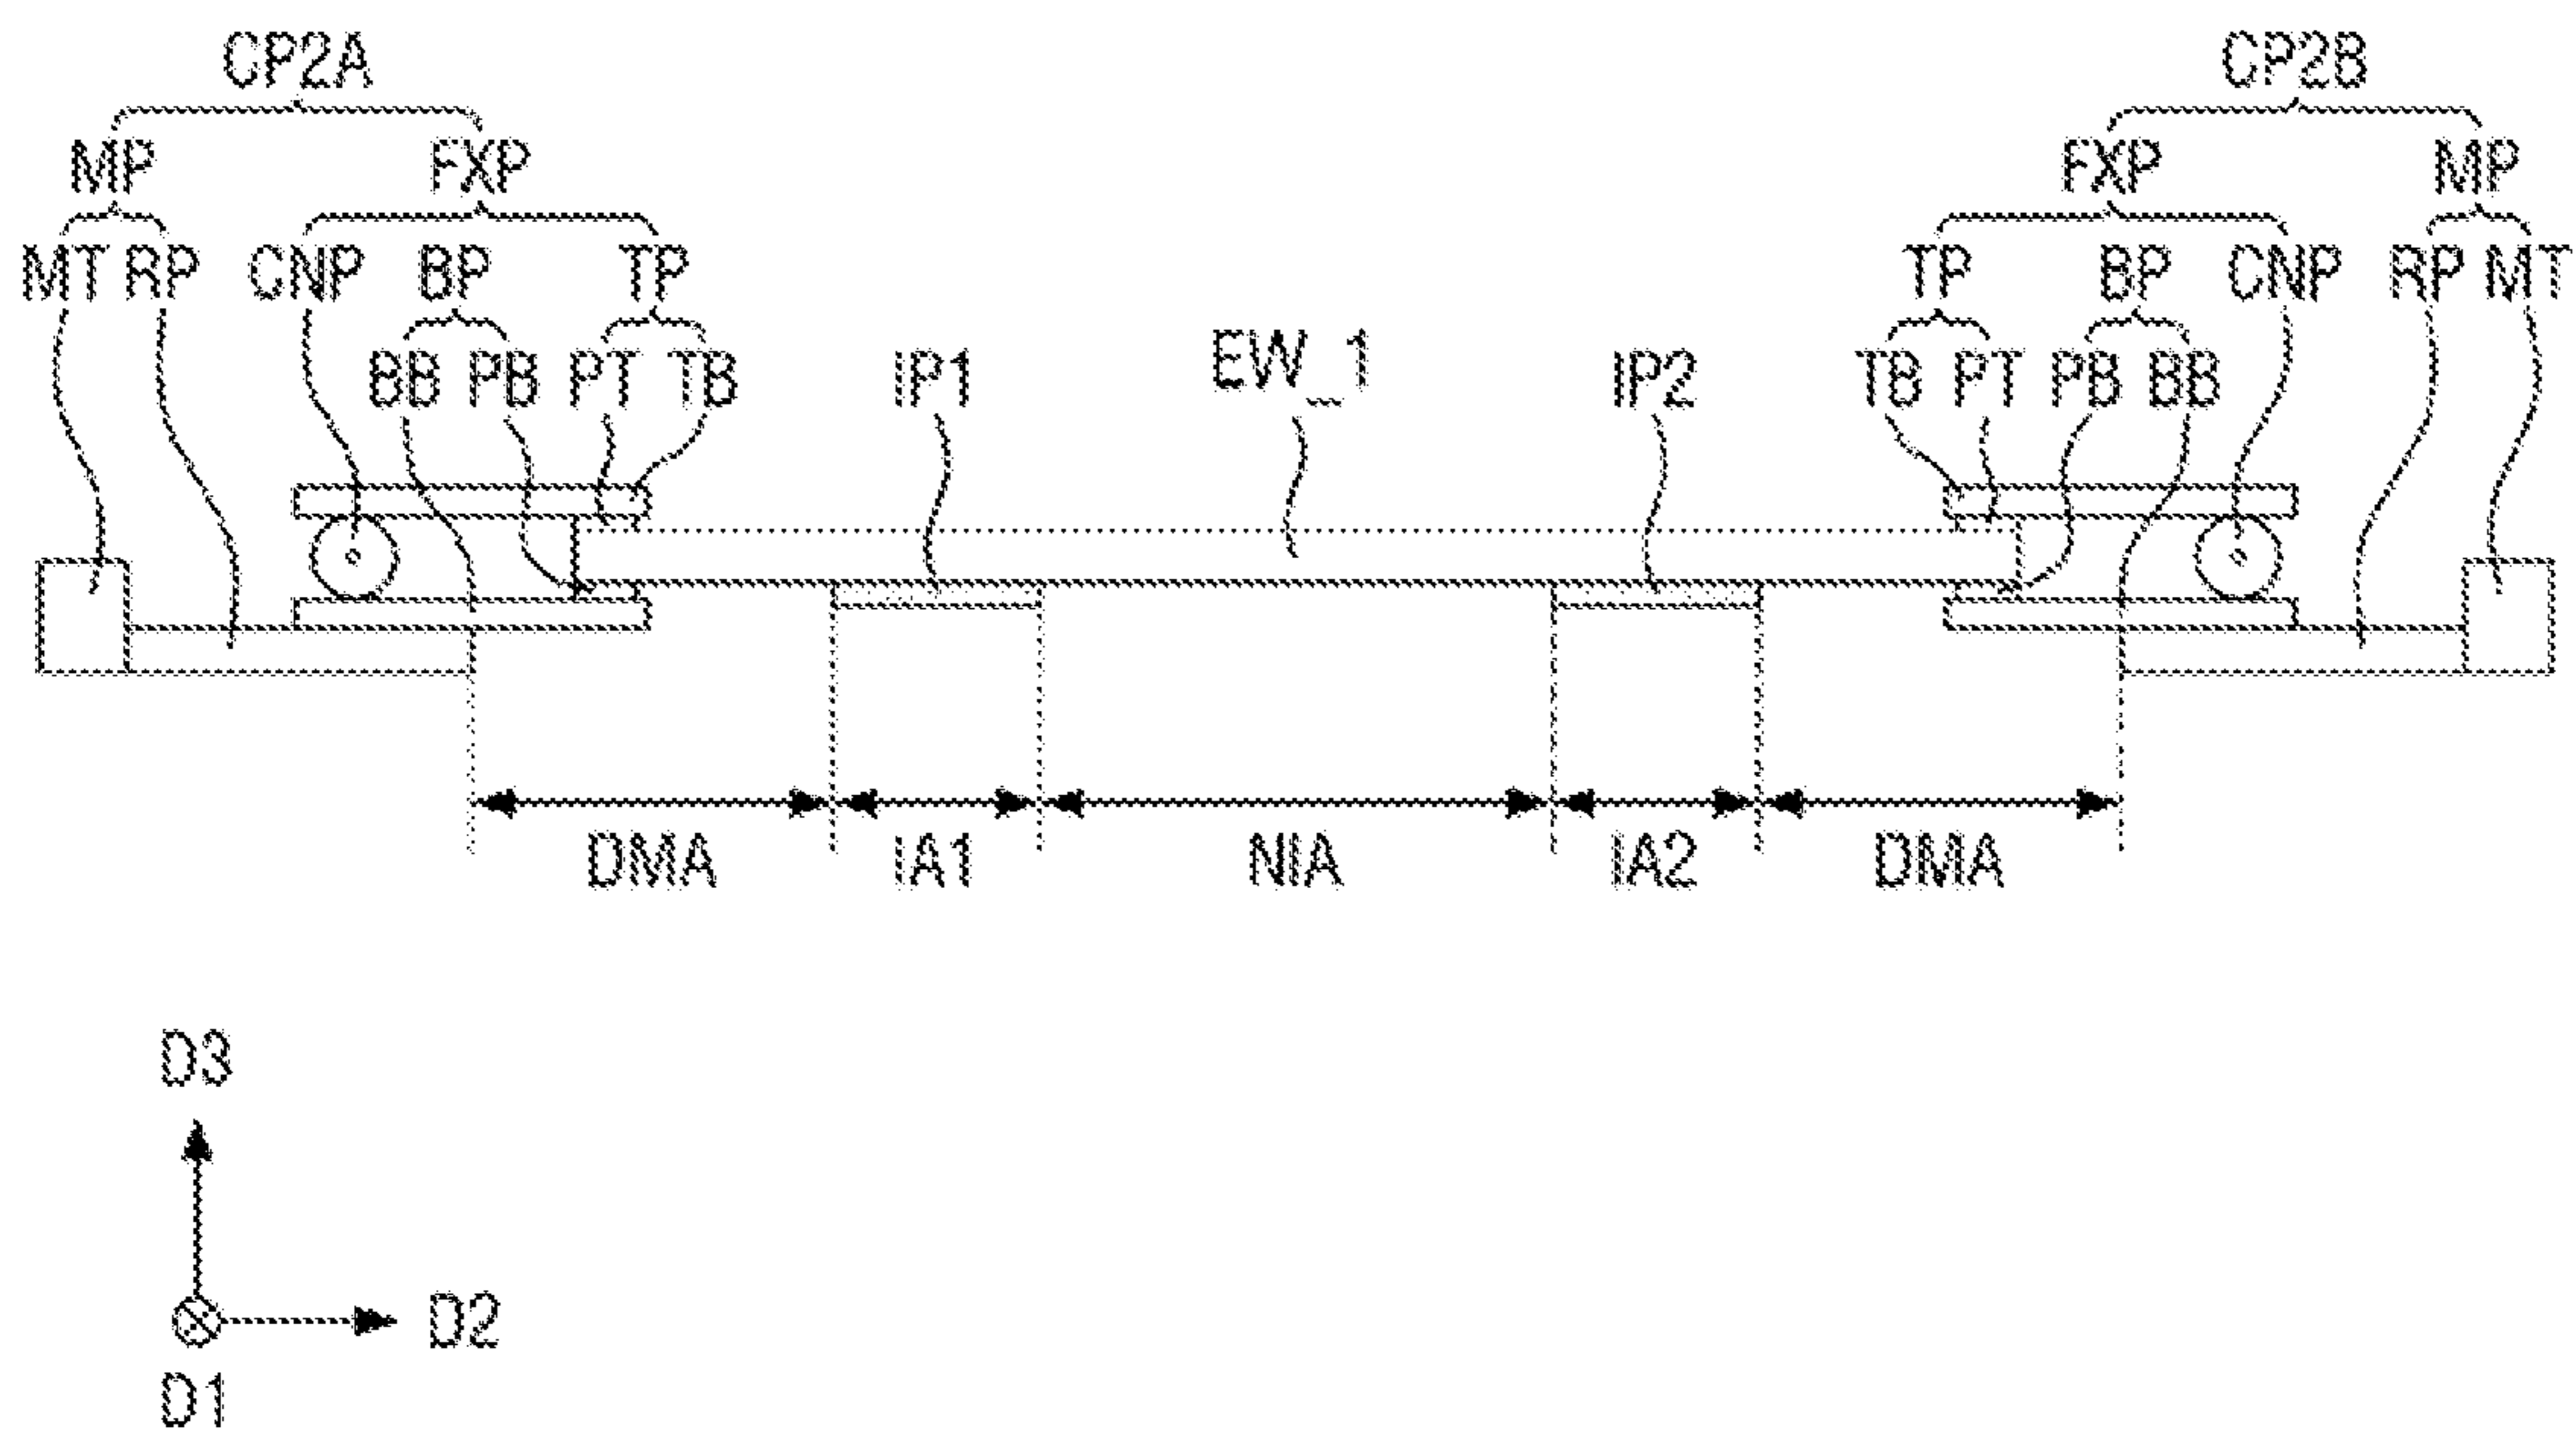 CP2A CP2B
MP FXP FXP MP
MT RP CNP BP TP TP BP CNP RP MT
BB PB PT TB IP1 EW_1 IP2 TB PT PB BB
DMA IA1 NIA IA2 DMA
D3
D2
D1